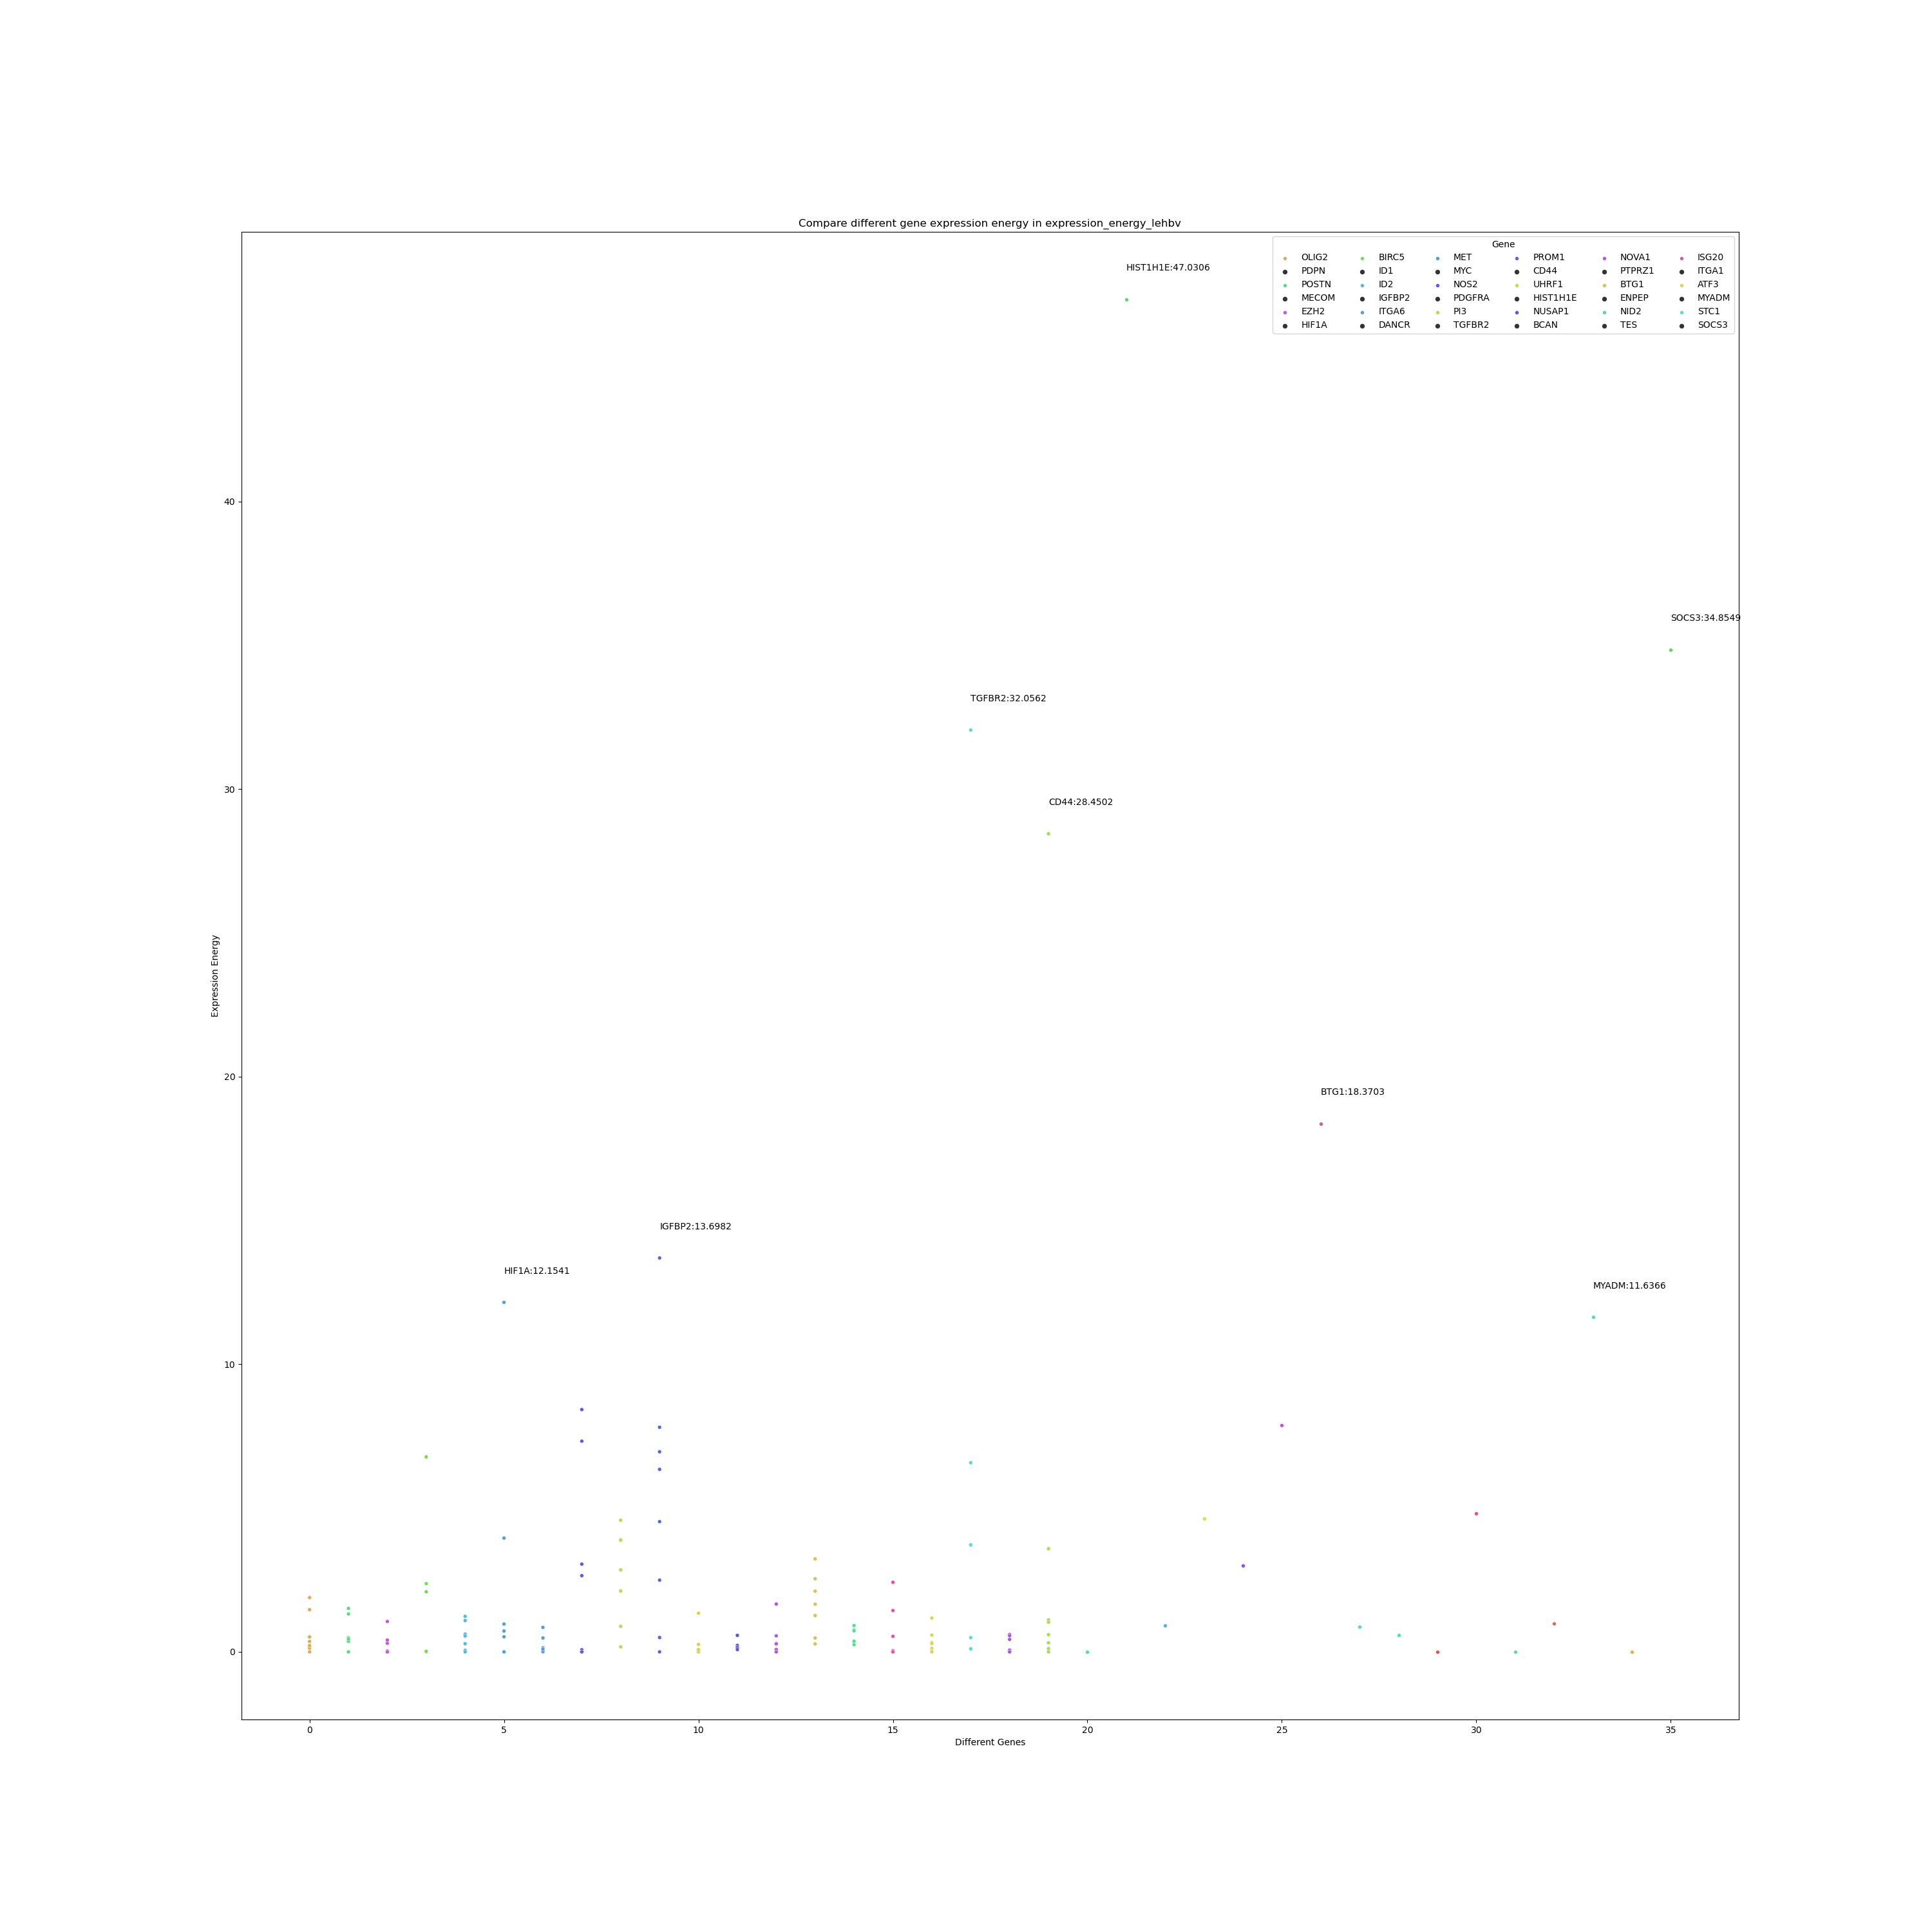 Compare different gene expression energy in expression_energy_lehbv
Gene
OLIG2 BIRC5 MET PROM1 NOVA1 ISG20
PDPN ID1 MYC CD44 PTPRZ1 ITGA1
POSTN ID2 NOS2 UHRF1 BTG1 ATF3
MECOM IGFBP2 PDGFRA HIST1H1E ENPEP MYADM
EZH2 ITGA6 PI3 NUSAP1 NID2 STC1
HIF1A DANCR TGFBR2 BCAN TES SOCS3
HIST1H1E:47.0306
40
SOCS3:34.8549
TGFBR2:32.0562
30
CD44:28.4502
Expression Energy
20
BTG1:18.3703
IGFBP2:13.6982
HIF1A:12.1541
MYADM:11.6366
10
0
0 5 10 15 20 25 30 35
Different Genes